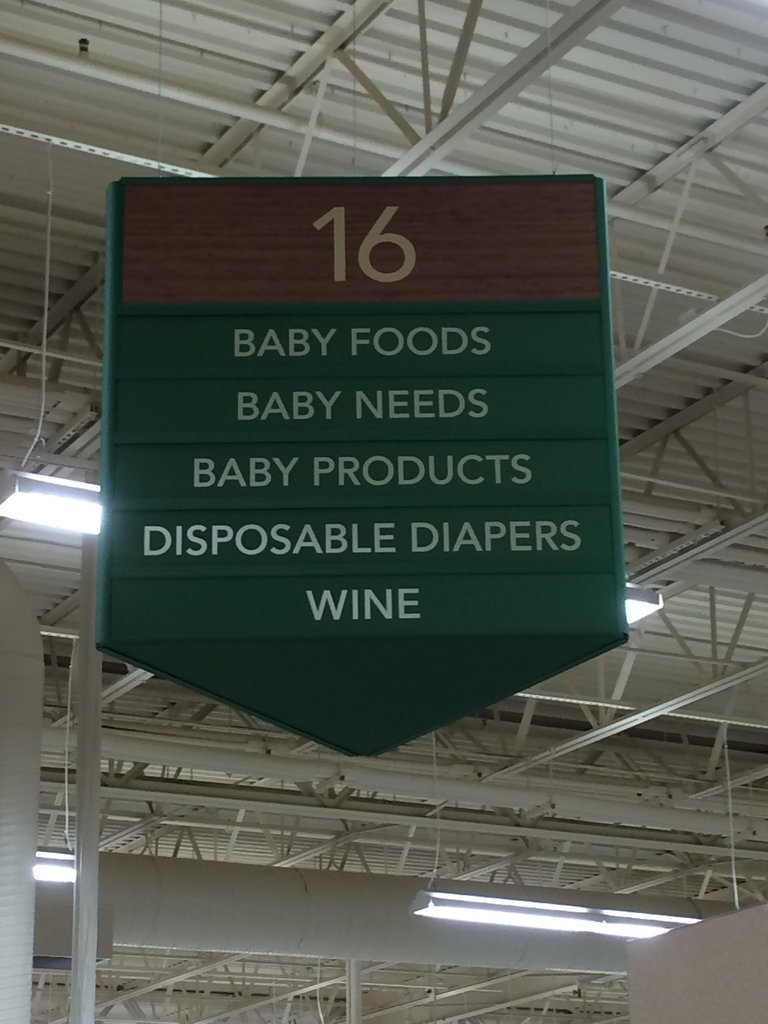 16
BABY FOODS
BABY NEEDS
BABY PRODUCTS
DISPOSABLE DIAPERS
WINE